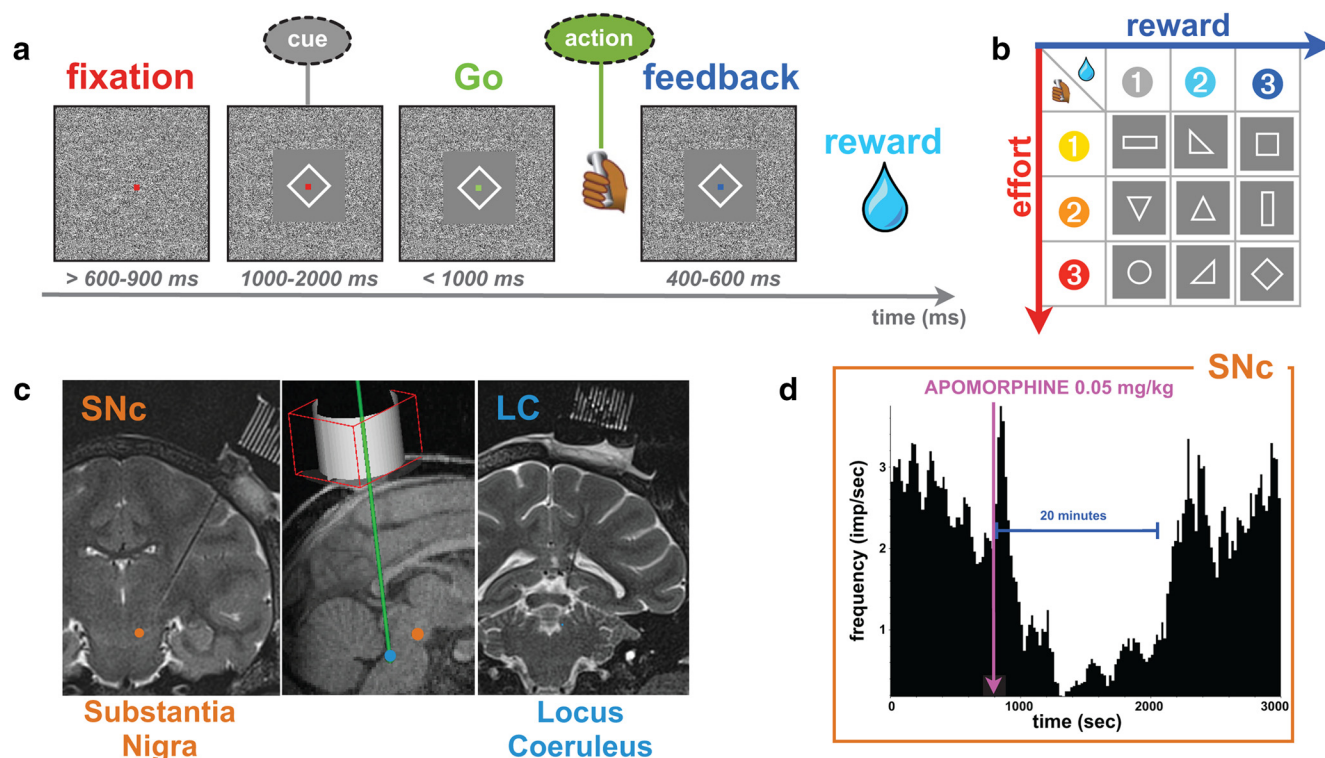 a
cue
action
fixation
Go
feedback
reward
> 600-900 ms
1000-2000 ms
< 1000 ms
400-600 ms
time (ms)
b
reward
effort
1 2 3
1
2
3
c
SNc
LC
Substantia
Nigra
Locus
Coeruleus
d
SNc
APOMORPHINE 0.05 mg/kg
frequency (imp/sec)
3
2
1
20 minutes
0 1000 2000 3000
time (sec)